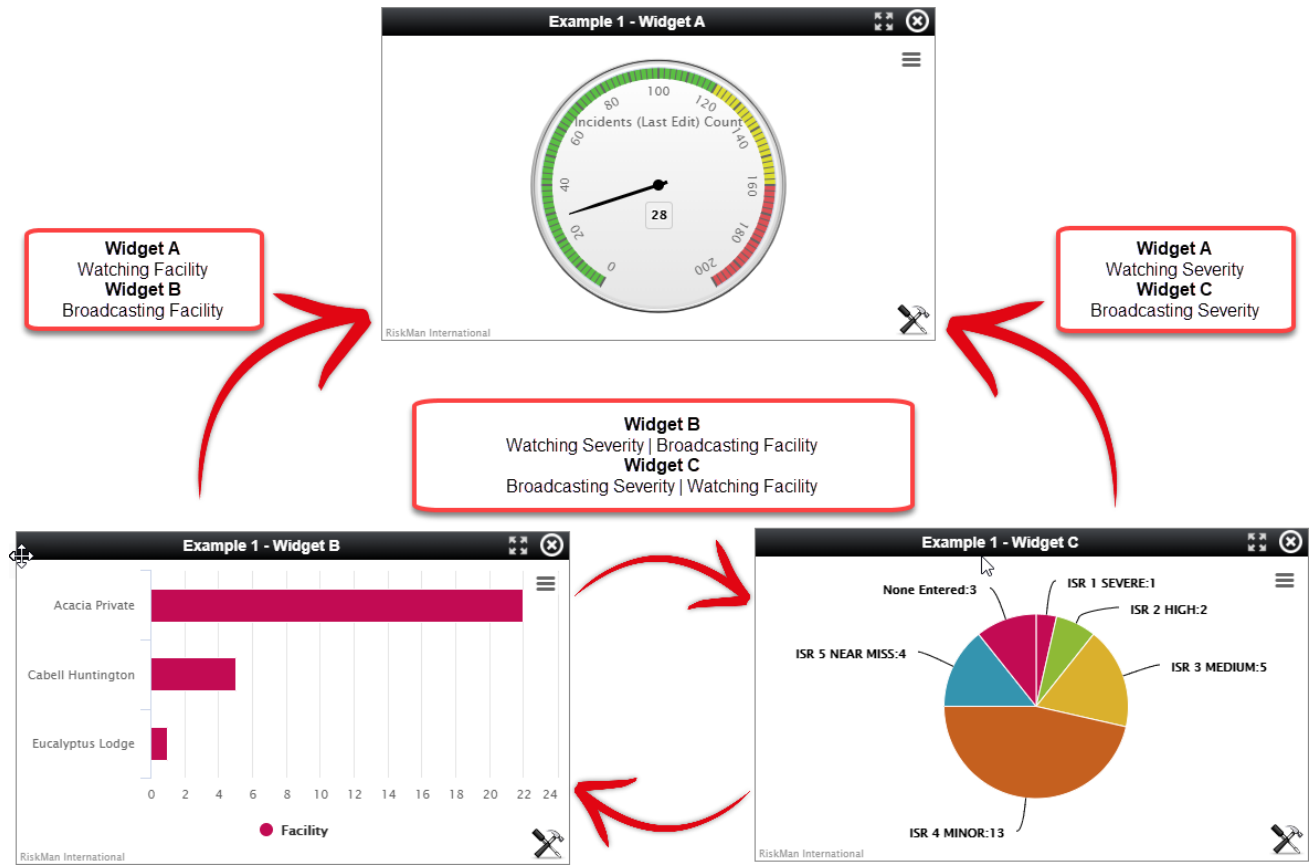 Example 1 - Widget A
0
20
40
60
80
100
120
140
160
180
200
Incidents (Last Edit) Count
28
RiskMan International
Widget A
Watching Facility
Widget B
Broadcasting Facility
Widget A
Watching Severity
Widget C
Broadcasting Severity
Widget B
Watching Severity | Broadcasting Facility
Widget C
Broadcasting Severity | Watching Facility
Example 1 - Widget B
Acacia Private
Cabell Huntington
Eucalyptus Lodge
0 2 4 6 8 10 12 14 16 18 20 22 24
Facility
RiskMan International
Example 1 - Widget C
None Entered:3
ISR 1 SEVERE:1
ISR 2 HIGH:2
ISR 5 NEAR MISS:4
ISR 3 MEDIUM:5
ISR 4 MINOR:13
RiskMan International